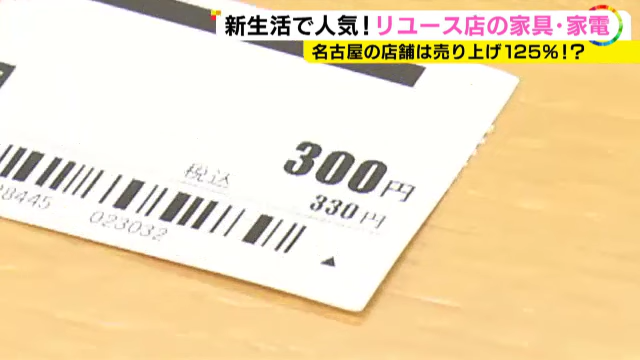 新生活で人気！リユース店の家具・家電
名古屋の店舗は売り上げ125%!?
300円
税込 330円
28445 023032
▲